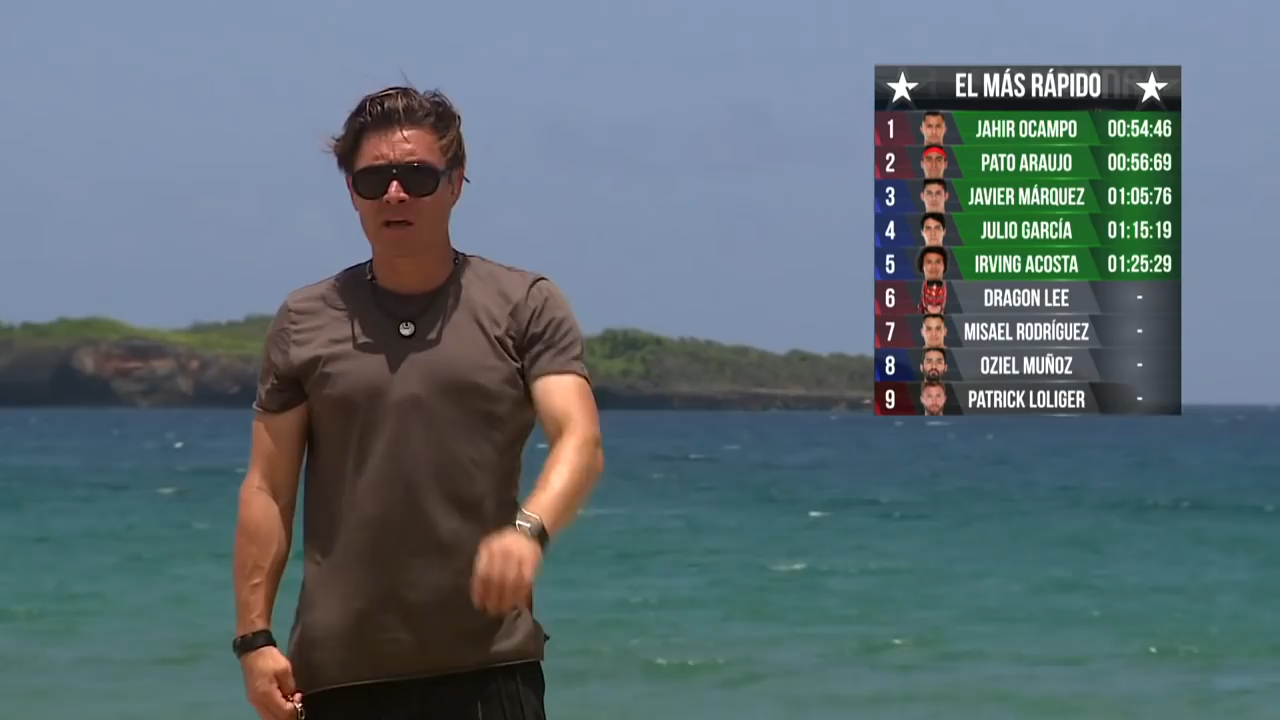 EL MÁS RÁPIDO
1 JAHIR OCAMPO 00:54:46
2 PATO ARAUJO 00:56:69
3 JAVIER MÁRQUEZ 01:05:76
4 JULIO GARCÍA 01:15:19
5 IRVING ACOSTA 01:25:29
6 DRAGON LEE -
7 MISAEL RODRÍGUEZ -
8 OZIEL MUÑOZ -
9 PATRICK LOLIGER -